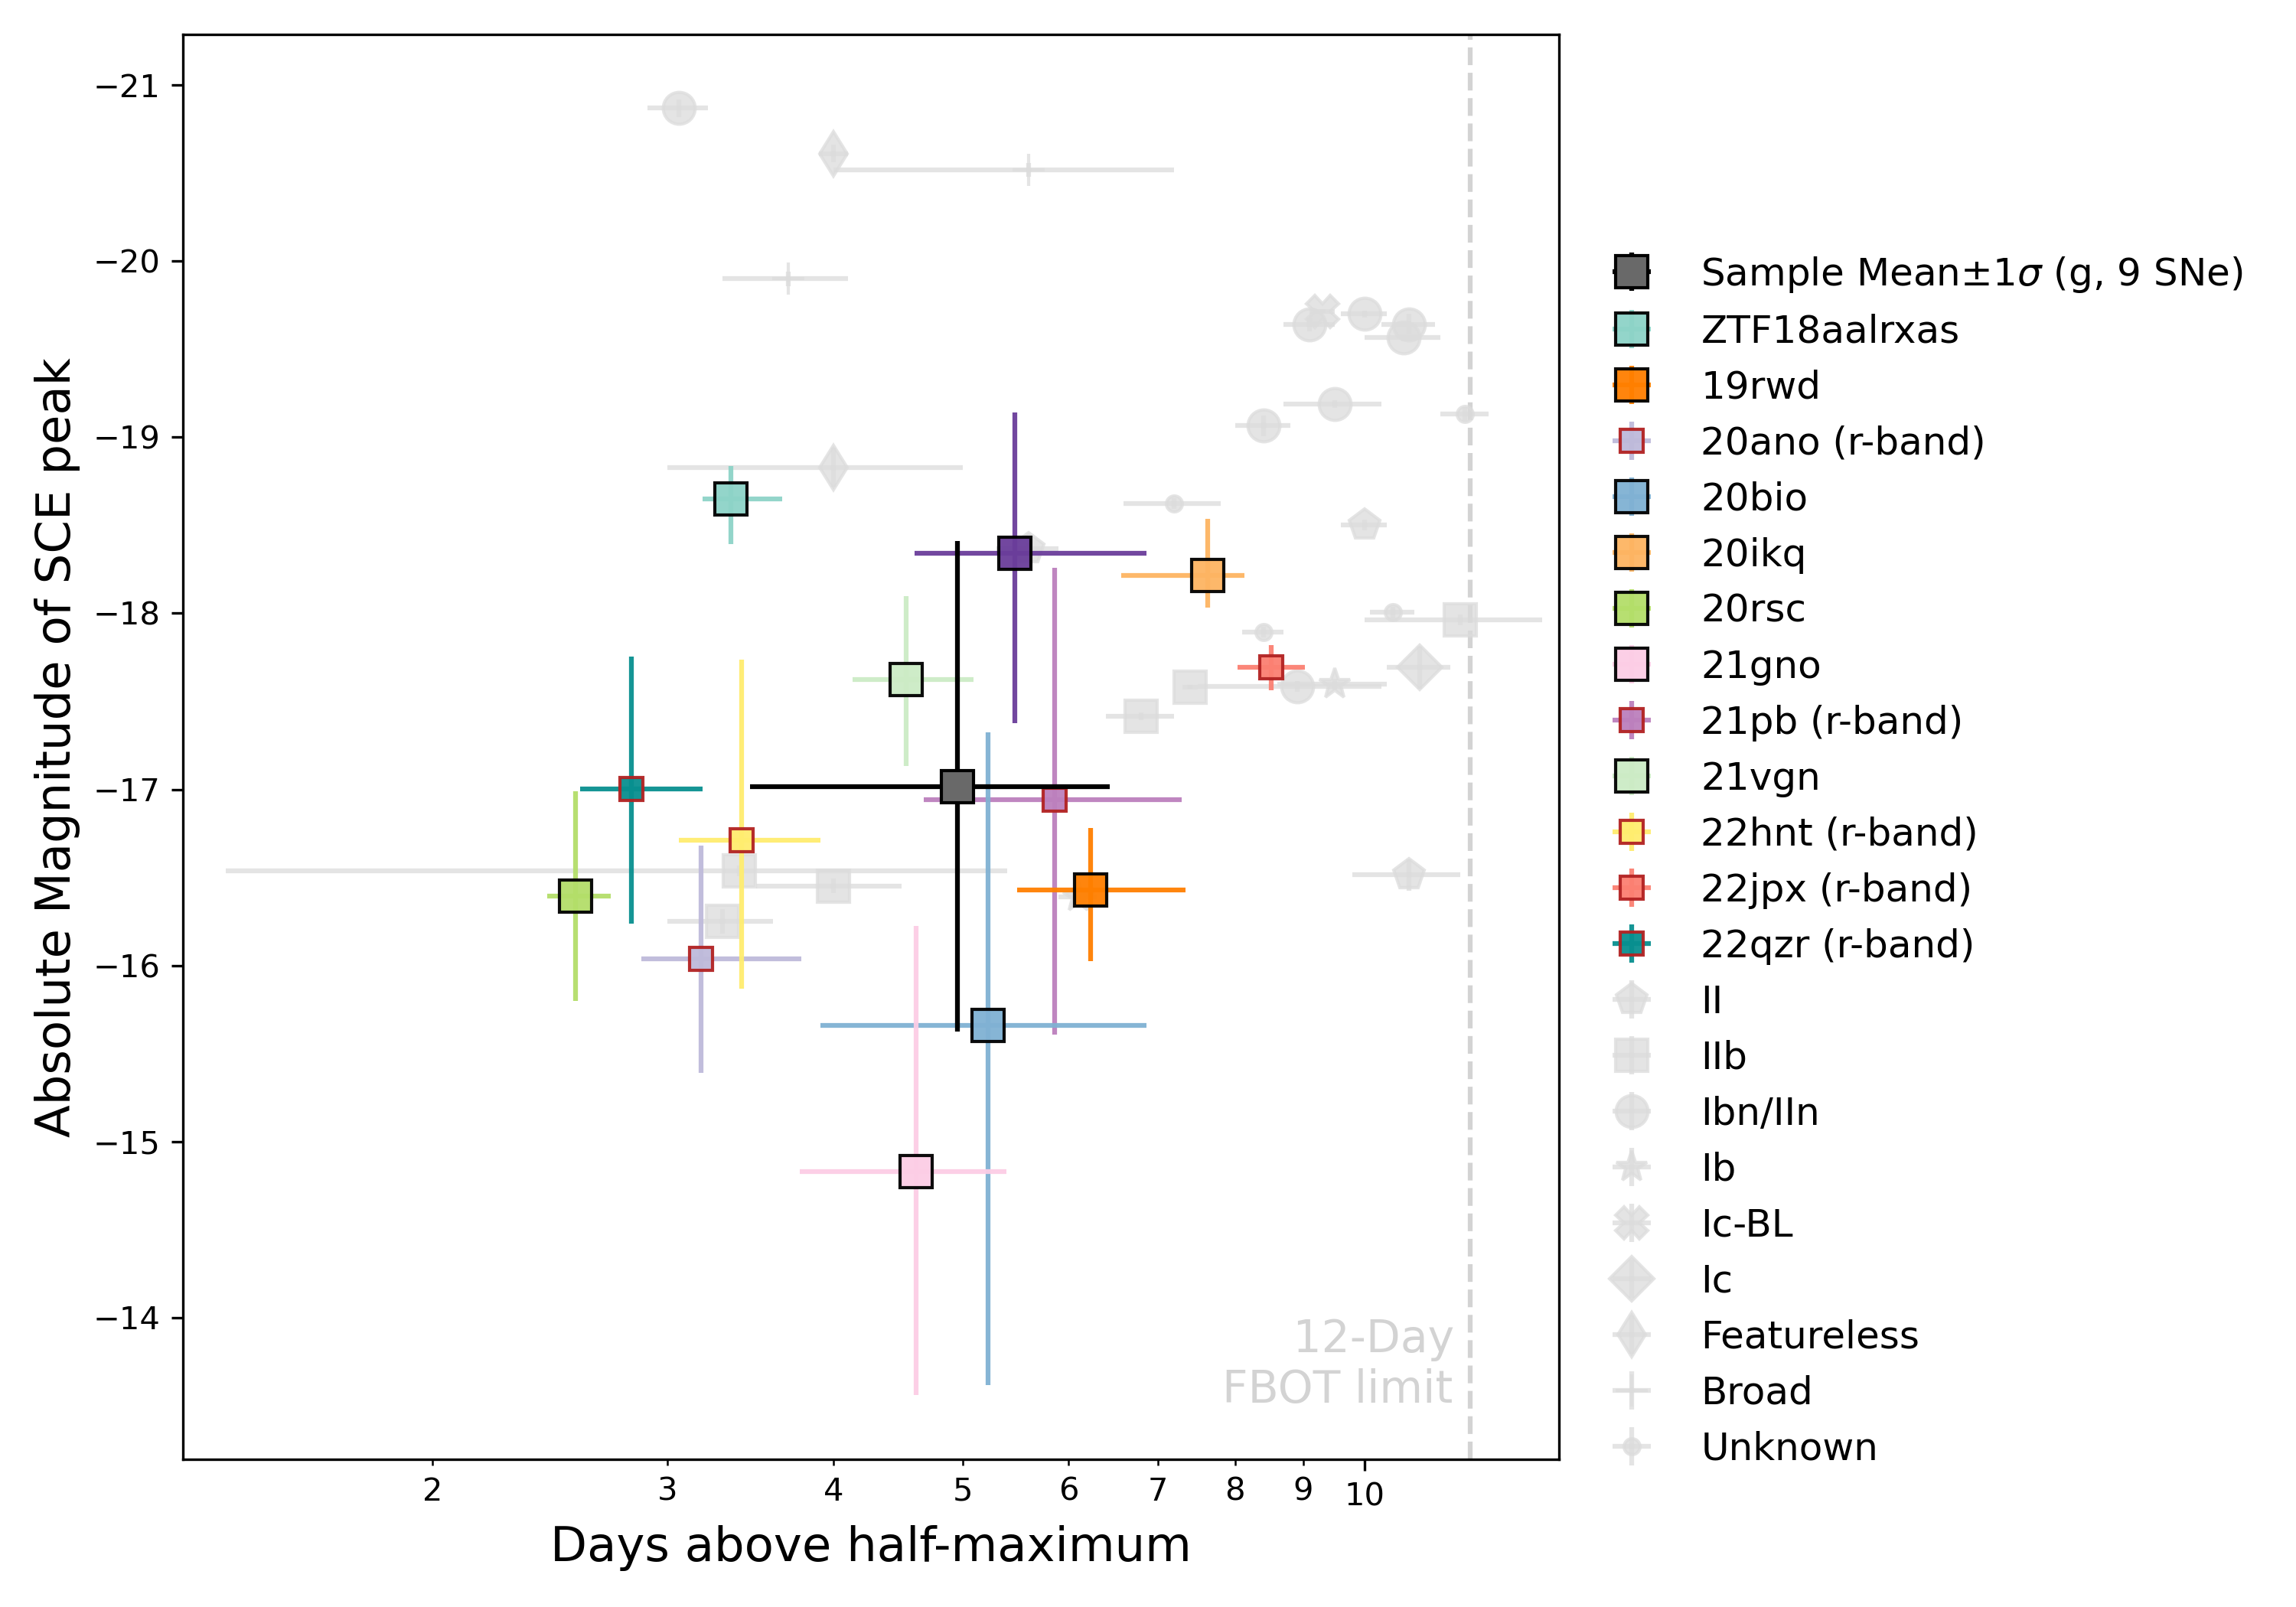 Absolute Magnitude of SCE peak
−21
−20
−19
−18
−17
−16
−15
−14
12-Day
FBOT limit
2 3 4 5 6 7 8 9 10
Days above half-maximum
Sample Mean±1σ (g, 9 SNe)
ZTF18aalrxas
19rwd
20ano (r-band)
20bio
20ikq
20rsc
21gno
21pb (r-band)
21vgn
22hnt (r-band)
22jpx (r-band)
22qzr (r-band)
II
IIb
Ibn/IIn
Ib
Ic-BL
Ic
Featureless
Broad
Unknown